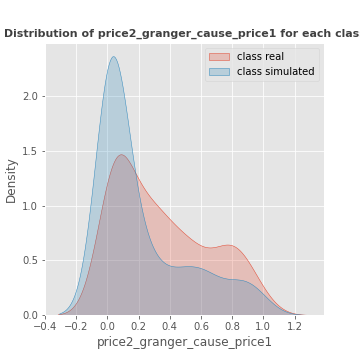 Distribution of price2_granger_cause_price1 for each clas
class real
class simulated
2.0
1.5
1.0
0.5
0.0
Density
−0.4 −0.2 0.0 0.2 0.4 0.6 0.8 1.0 1.2
price2_granger_cause_price1